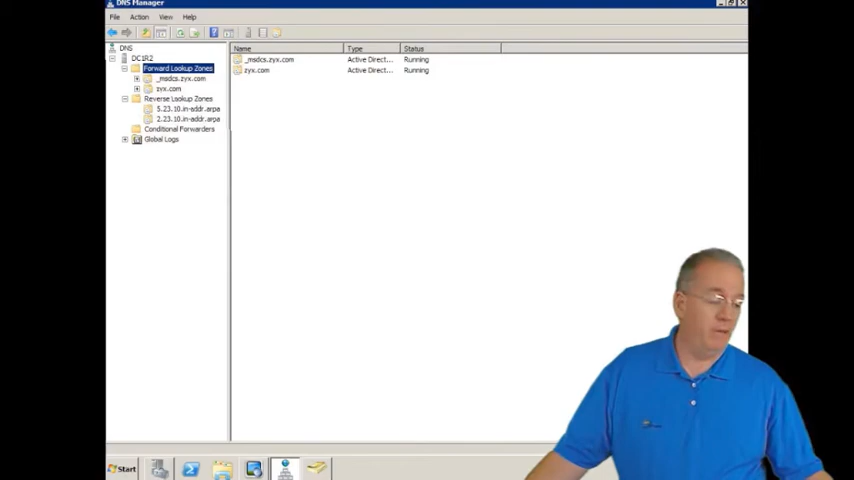 DNS Manager
File Action View Help
DNS
DC1R2
Forward Lookup Zones
_msdcs.zyx.com
zyx.com
Reverse Lookup Zones
5.23.10.in-addr.arpa
2.23.10.in-addr.arpa
Conditional Forwarders
Global Logs
Name Type Status
_msdcs.zyx.com Active Direct... Running
zyx.com Active Direct... Running
Start